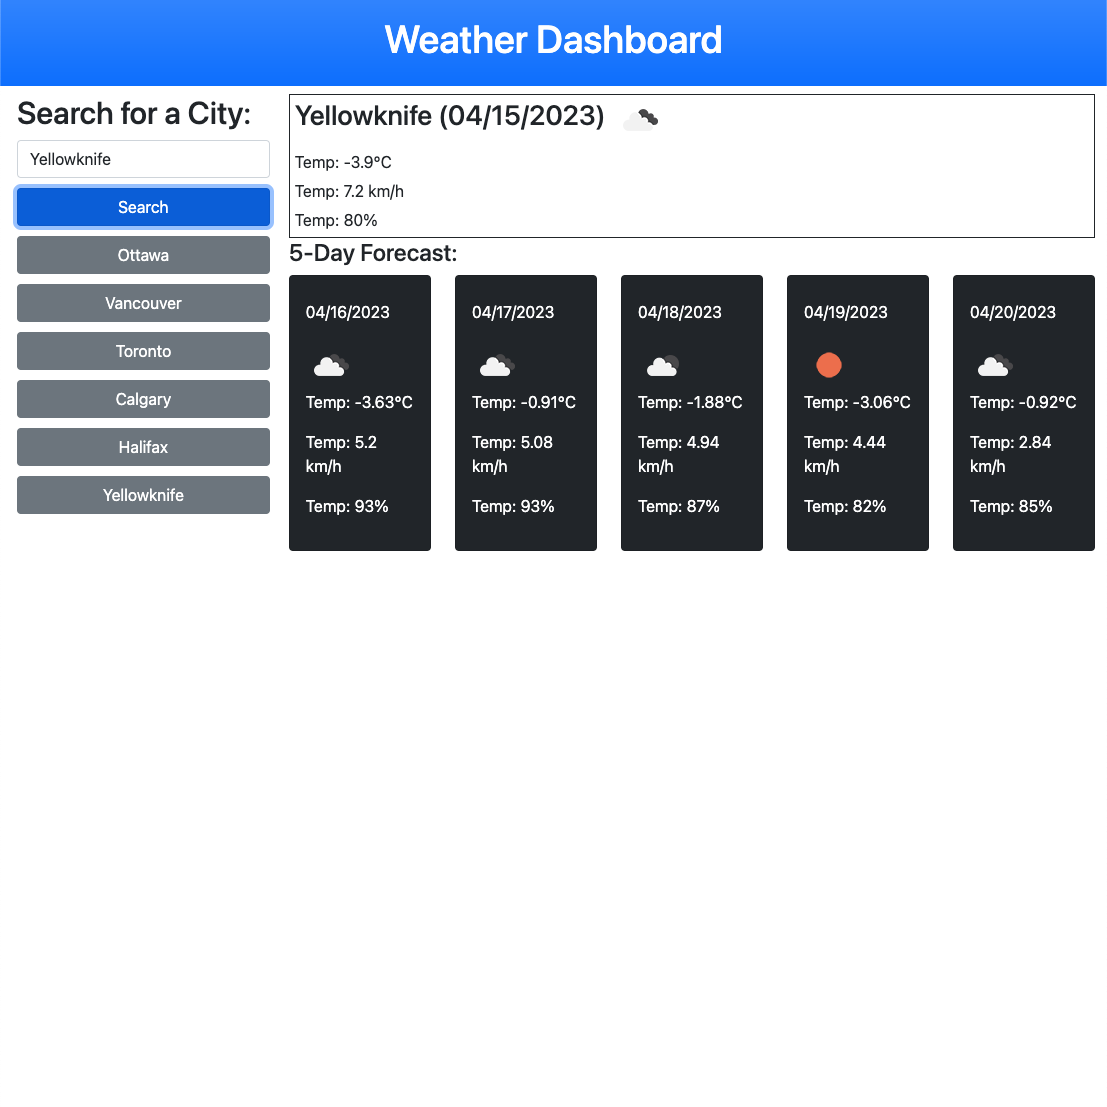 Weather Dashboard
Search for a City:
Yellowknife
Search
Ottawa
Vancouver
Toronto
Calgary
Halifax
Yellowknife
Yellowknife (04/15/2023)
Temp: -3.9°C
Temp: 7.2 km/h
Temp: 80%
5-Day Forecast:
04/16/2023
Temp: -3.63°C
Temp: 5.2
km/h
Temp: 93%
04/17/2023
Temp: -0.91°C
Temp: 5.08
km/h
Temp: 93%
04/18/2023
Temp: -1.88°C
Temp: 4.94
km/h
Temp: 87%
04/19/2023
Temp: -3.06°C
Temp: 4.44
km/h
Temp: 82%
04/20/2023
Temp: -0.92°C
Temp: 2.84
km/h
Temp: 85%